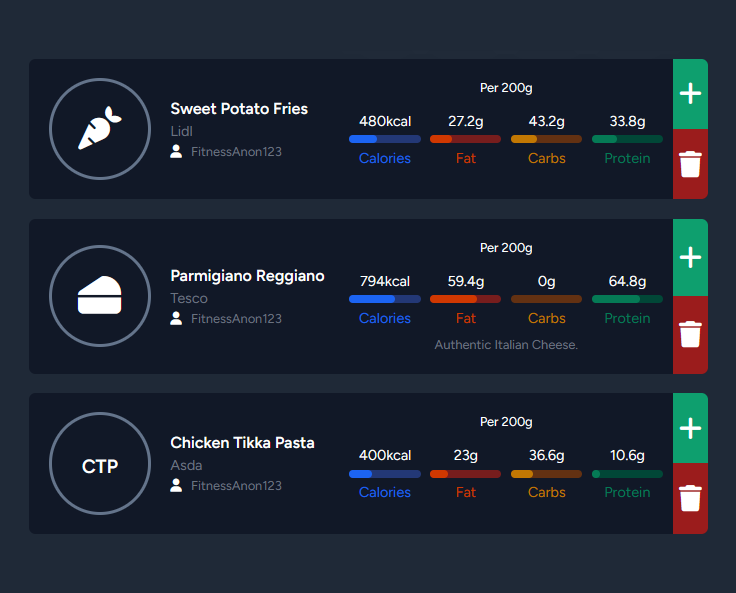 Per 200g
Sweet Potato Fries
Lidl
FitnessAnon123
480kcal 27.2g 43.2g 33.8g
Calories Fat Carbs Protein
Per 200g
Parmigiano Reggiano
Tesco
FitnessAnon123
794kcal 59.4g 0g 64.8g
Calories Fat Carbs Protein
Authentic Italian Cheese.
Per 200g
CTP
Chicken Tikka Pasta
Asda
FitnessAnon123
400kcal 23g 36.6g 10.6g
Calories Fat Carbs Protein